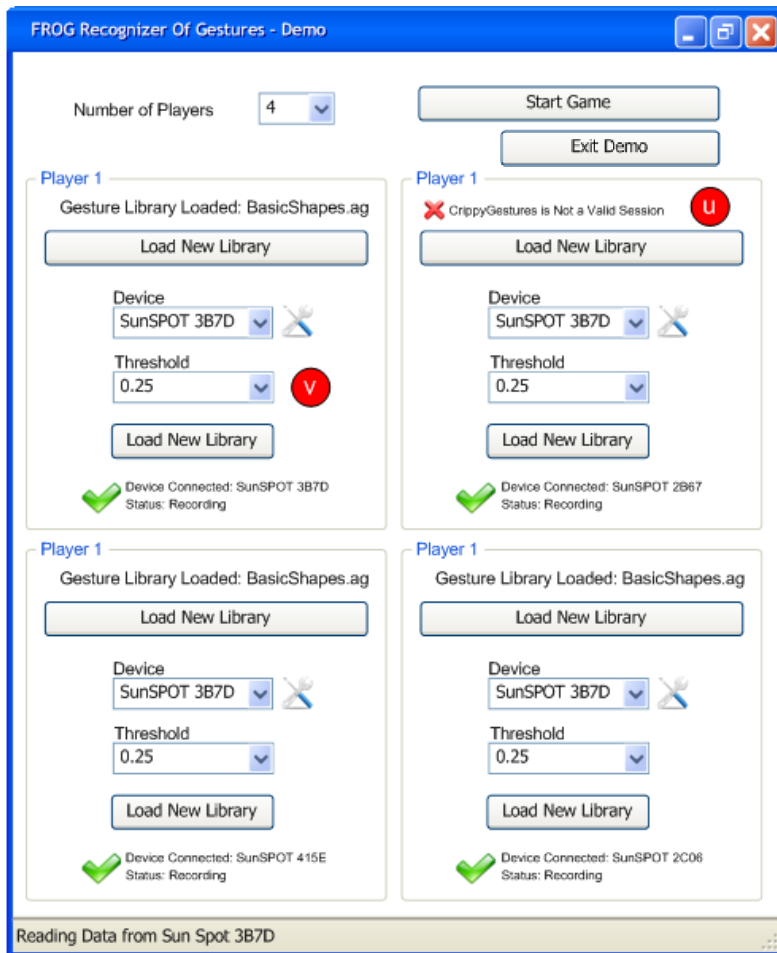 FROG Recognizer Of Gestures - Demo
Number of Players
4
Start Game
Exit Demo
Player 1
Gesture Library Loaded: BasicShapes.ag
Load New Library
Device
SunSPOT 3B7D
Threshold
0.25
v
Load New Library
Device Connected: SunSPOT 3B7D
Status: Recording
Player 1
CrippyGestures is Not a Valid Session
u
Load New Library
Device
SunSPOT 3B7D
Threshold
0.25
Load New Library
Device Connected: SunSPOT 2B67
Status: Recording
Player 1
Gesture Library Loaded: BasicShapes.ag
Load New Library
Device
SunSPOT 3B7D
Threshold
0.25
Load New Library
Device Connected: SunSPOT 415E
Status: Recording
Player 1
Gesture Library Loaded: BasicShapes.ag
Load New Library
Device
SunSPOT 3B7D
Threshold
0.25
Load New Library
Device Connected: SunSPOT 2C06
Status: Recording
Reading Data from Sun Spot 3B7D